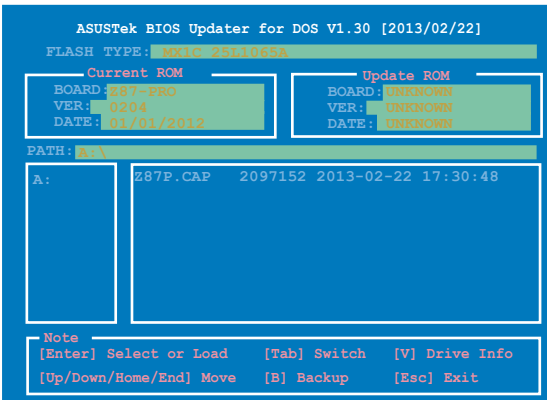 ASUSTek BIOS Updater for DOS V1.30 [2013/02/22]
FLASH TYPE: MX1C 25L1065A
Current ROM
BOARD: Z87-PRO
VER: 0204
DATE: 01/01/2012
Update ROM
BOARD: UNKNOWN
VER: UNKNOWN
DATE: UNKNOWN
PATH: A:\
A:
Z87P.CAP 2097152 2013-02-22 17:30:48
Note
[Enter] Select or Load [Tab] Switch [V] Drive Info
[Up/Down/Home/End] Move [B] Backup [Esc] Exit